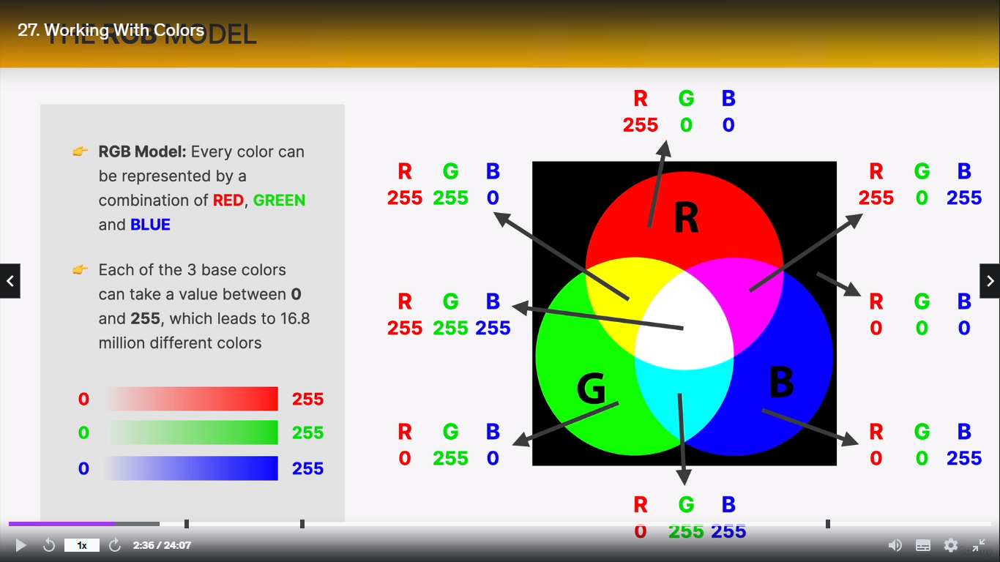 27. Working With Colors
THE RGB MODEL
RGB Model: Every color can
be represented by a
combination of RED, GREEN
and BLUE
Each of the 3 base colors
can take a value between 0
and 255, which leads to 16.8
million different colors
0 255
0 255
0 255
R G B
255 0 0
R G B
255 255 0
R G B
255 0 255
R G B
255 255 255
R G B
0 0 0
R G B
0 255 0
R G B
0 0 255
R G B
0 255 255
R
G
B
1x
2:36 / 24:07